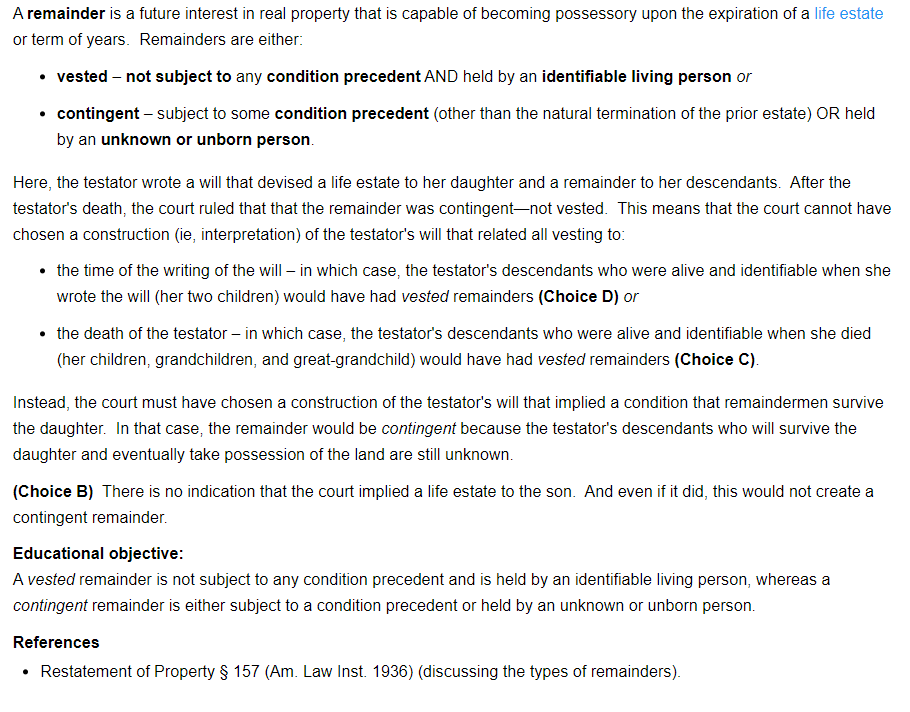 A remainder is a future interest in real property that is capable of becoming possessory upon the expiration of a life estate
or term of years.  Remainders are either:
• vested – not subject to any condition precedent AND held by an identifiable living person or
• contingent – subject to some condition precedent (other than the natural termination of the prior estate) OR held
by an unknown or unborn person.
Here, the testator wrote a will that devised a life estate to her daughter and a remainder to her descendants.  After the
testator's death, the court ruled that that the remainder was contingent—not vested.  This means that the court cannot have
chosen a construction (ie, interpretation) of the testator's will that related all vesting to:
• the time of the writing of the will – in which case, the testator's descendants who were alive and identifiable when she
wrote the will (her two children) would have had vested remainders (Choice D) or
• the death of the testator – in which case, the testator's descendants who were alive and identifiable when she died
(her children, grandchildren, and great-grandchild) would have had vested remainders (Choice C).
Instead, the court must have chosen a construction of the testator's will that implied a condition that remaindermen survive
the daughter.  In that case, the remainder would be contingent because the testator's descendants who will survive the
daughter and eventually take possession of the land are still unknown.
(Choice B)  There is no indication that the court implied a life estate to the son.  And even if it did, this would not create a
contingent remainder.
Educational objective:
A vested remainder is not subject to any condition precedent and is held by an identifiable living person, whereas a
contingent remainder is either subject to a condition precedent or held by an unknown or unborn person.
References
• Restatement of Property § 157 (Am. Law Inst. 1936) (discussing the types of remainders).